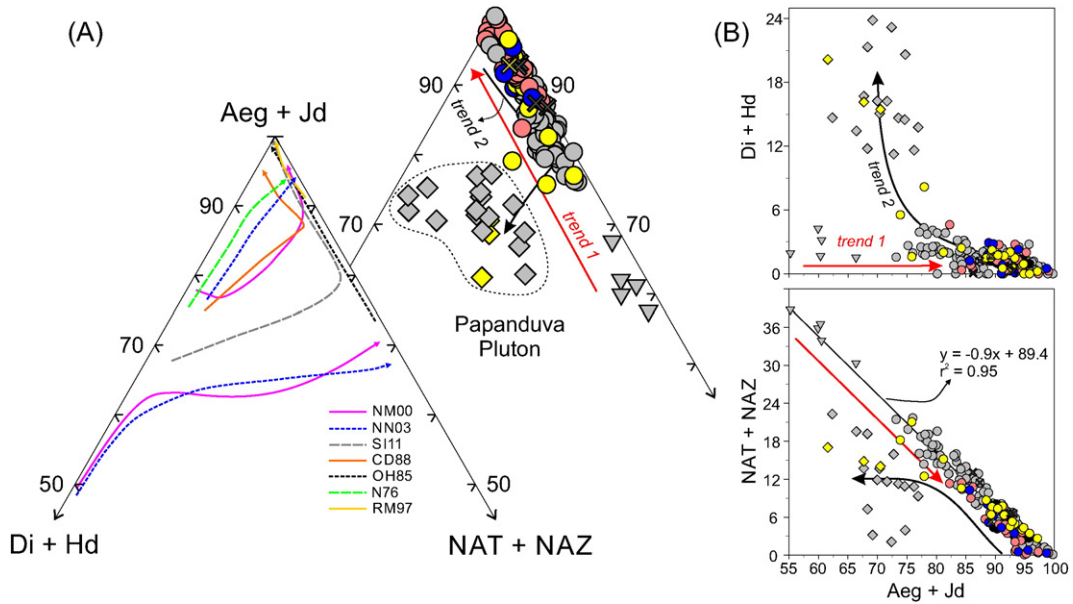 (A)
Aeg + Jd
90
70
50
Di + Hd
50
NAT + NAZ
NM00
NN03
SI11
CD88
OH85
N76
RM97
90
90
70
70
trend 2
trend 1
Papanduva
Pluton
(B)
Di + Hd
24
18
12
6
0
trend 2
trend 1
NAT + NAZ
36
30
24
18
12
6
0
y = -0.9x + 89.4
r² = 0.95
55 60 65 70 75 80 85 90 95 100
Aeg + Jd